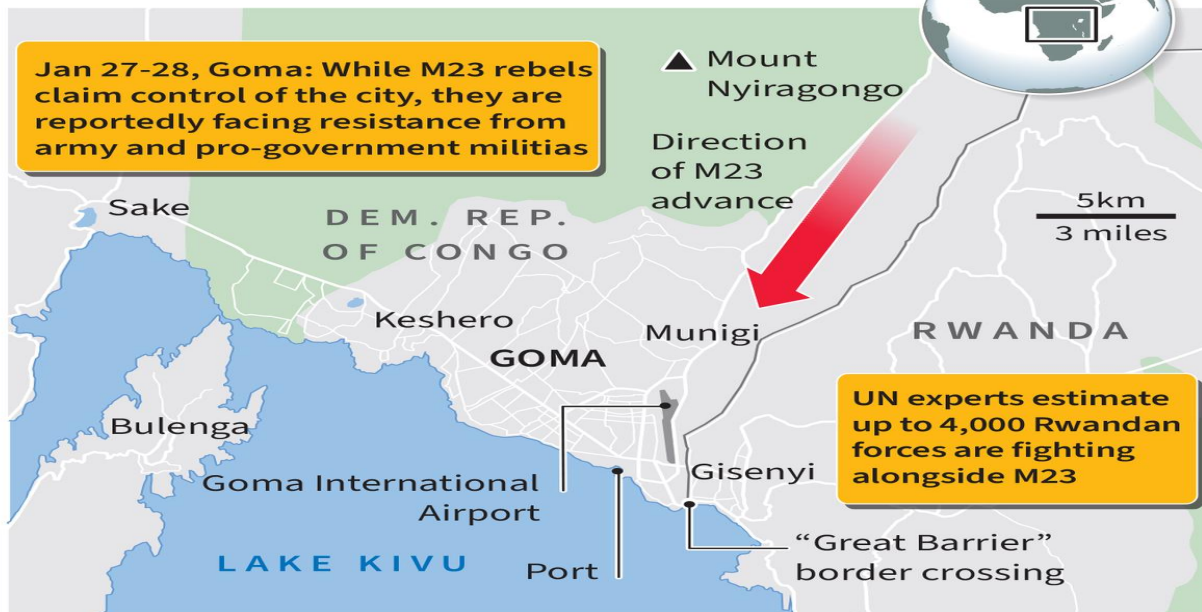 Jan 27-28, Goma: While M23 rebels
claim control of the city, they are
reportedly facing resistance from
army and pro-government militias
Mount
Nyiragongo
Direction
of M23
advance
5km
3 miles
Sake
DEM. REP.
OF CONGO
Keshero
GOMA
Munigi
RWANDA
UN experts estimate
up to 4,000 Rwandan
forces are fighting
alongside M23
Bulenga
Goma International
Airport
Gisenyi
LAKE KIVU
Port
“Great Barrier”
border crossing